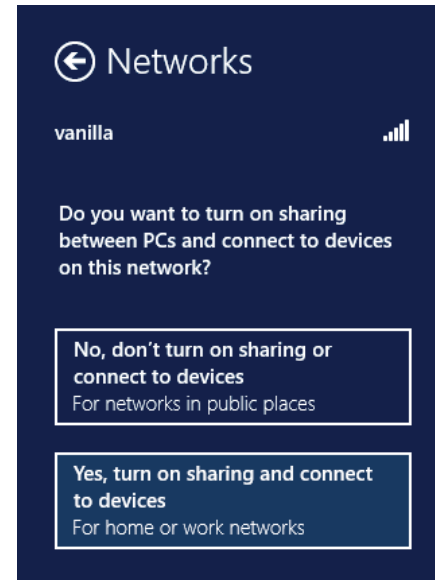 Networks
vanilla
Do you want to turn on sharing
between PCs and connect to devices
on this network?
No, don't turn on sharing or
connect to devices
For networks in public places
Yes, turn on sharing and connect
to devices
For home or work networks